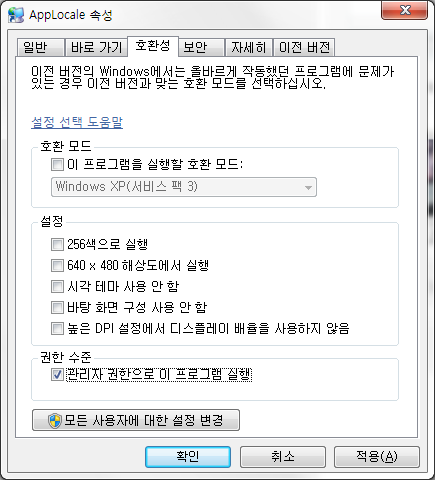 AppLocale 속성
일반 바로 가기 호환성 보안 자세히 이전 버전
이전 버전의 Windows에서는 올바르게 작동했던 프로그램에 문제가
있는 경우 이전 버전과 맞는 호환 모드를 선택하십시오.
설정 선택 도움말
호환 모드
이 프로그램을 실행할 호환 모드:
Windows XP(서비스 팩 3)
설정
256색으로 실행
640 x 480 해상도에서 실행
시각 테마 사용 안 함
바탕 화면 구성 사용 안 함
높은 DPI 설정에서 디스플레이 배율을 사용하지 않음
권한 수준
관리자 권한으로 이 프로그램 실행
모든 사용자에 대한 설정 변경
확인 취소 적용(A)